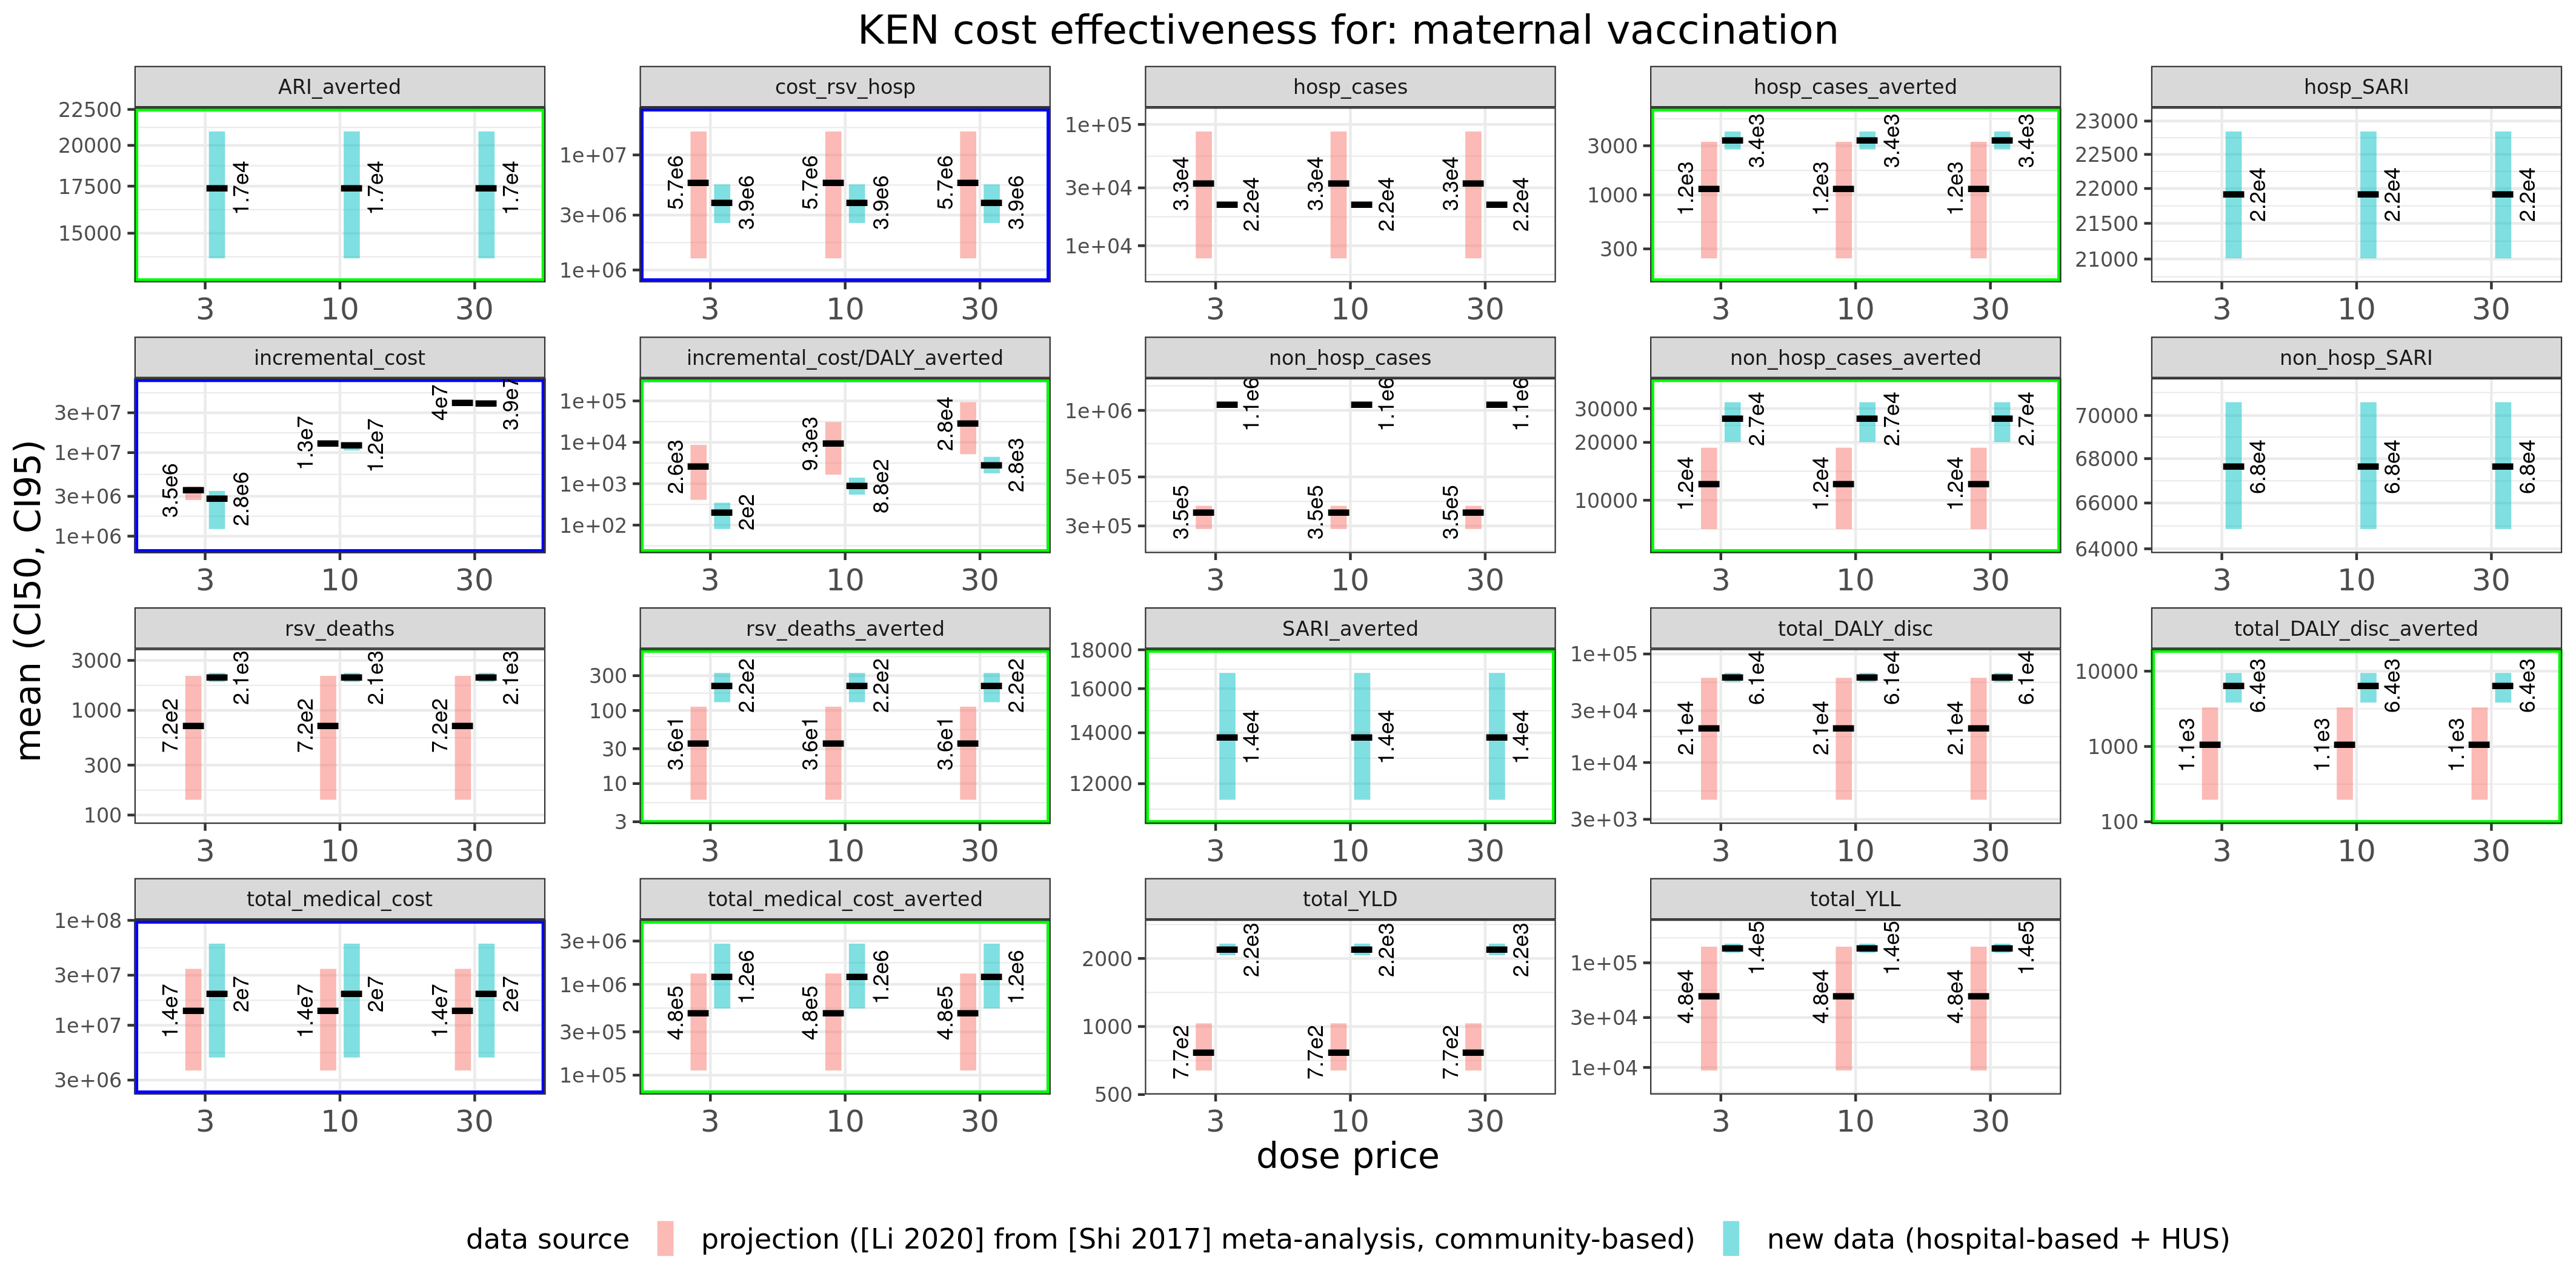 KEN cost effectiveness for: maternal vaccination
mean (CI50, CI95)
ARI_averted
22500
20000
17500
15000
1.7e4 1.7e4 1.7e4
3 10 30
cost_rsv_hosp
1e+07
3e+06
1e+06
5.7e6 3.9e6 5.7e6 3.9e6 5.7e6 3.9e6
3 10 30
hosp_cases
1e+05
3e+04
1e+04
3.3e4 2.2e4 3.3e4 2.2e4 3.3e4 2.2e4
3 10 30
hosp_cases_averted
3000
1000
300
1.2e3 3.4e3 1.2e3 3.4e3 1.2e3 3.4e3
3 10 30
hosp_SARI
23000
22500
22000
21500
21000
2.2e4 2.2e4 2.2e4
3 10 30
incremental_cost
3e+07
1e+07
3e+06
1e+06
3.5e6 2.8e6 1.3e7 1.2e7 4e7 3.9e7
3 10 30
incremental_cost/DALY_averted
1e+05
1e+04
1e+03
1e+02
2.6e3 2e2 9.3e3 8.8e2 2.8e4 2.8e3
3 10 30
non_hosp_cases
1e+06
5e+05
3e+05
3.5e5 1.1e6 3.5e5 1.1e6 3.5e5 1.1e6
3 10 30
non_hosp_cases_averted
30000
20000
10000
1.2e4 2.7e4 1.2e4 2.7e4 1.2e4 2.7e4
3 10 30
non_hosp_SARI
70000
68000
66000
64000
6.8e4 6.8e4 6.8e4
3 10 30
rsv_deaths
3000
1000
300
100
7.2e2 2.1e3 7.2e2 2.1e3 7.2e2 2.1e3
3 10 30
rsv_deaths_averted
300
100
30
10
3
3.6e1 2.2e2 3.6e1 2.2e2 3.6e1 2.2e2
3 10 30
SARI_averted
18000
16000
14000
12000
1.4e4 1.4e4 1.4e4
3 10 30
total_DALY_disc
1e+05
3e+04
1e+04
3e+03
2.1e4 6.1e4 2.1e4 6.1e4 2.1e4 6.1e4
3 10 30
total_DALY_disc_averted
10000
1000
100
1.1e3 6.4e3 1.1e3 6.4e3 1.1e3 6.4e3
3 10 30
total_medical_cost
1e+08
3e+07
1e+07
3e+06
1.4e7 2e7 1.4e7 2e7 1.4e7 2e7
3 10 30
total_medical_cost_averted
3e+06
1e+06
3e+05
1e+05
4.8e5 1.2e6 4.8e5 1.2e6 4.8e5 1.2e6
3 10 30
total_YLD
2000
1000
500
7.7e2 2.2e3 7.7e2 2.2e3 7.7e2 2.2e3
3 10 30
total_YLL
1e+05
3e+04
1e+04
4.8e4 1.4e5 4.8e4 1.4e5 4.8e4 1.4e5
3 10 30
dose price
data source projection ([Li 2020] from [Shi 2017] meta-analysis, community-based) new data (hospital-based + HUS)